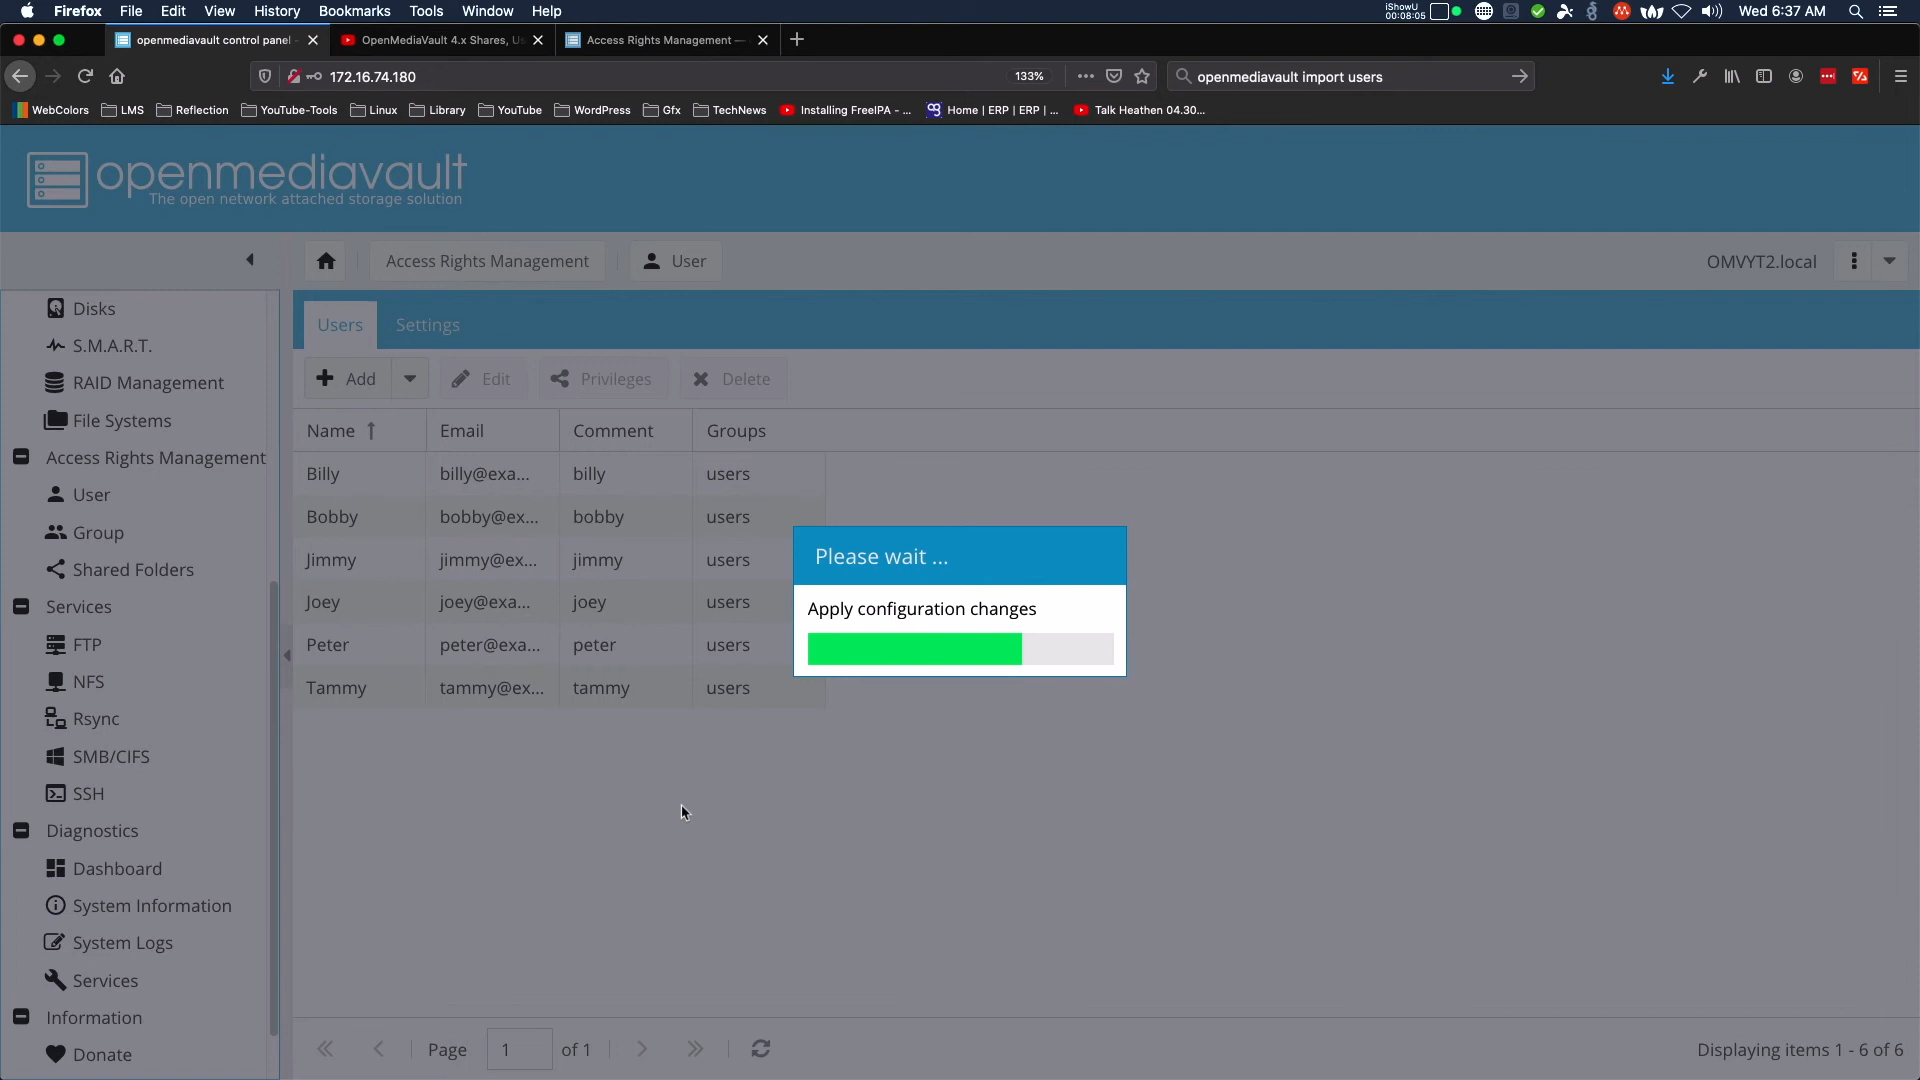 Firefox File Edit View History Bookmarks Tools Window Help
iShowU
00:08:05
Wed 6:37 AM
openmediavault control panel -
OpenMediaVault 4.x Shares, Us
Access Rights Management —
172.16.74.180
133%
openmediavault import users
WebColors LMS Reflection YouTube-Tools Linux Library YouTube WordPress Gfx TechNews Installing FreeIPA - ... Home | ERP | ERP | ... Talk Heathen 04.30...
openmediavault
The open network attached storage solution
Access Rights Management
User
OMVYT2.local
Disks
S.M.A.R.T.
RAID Management
File Systems
Access Rights Management
User
Group
Shared Folders
Services
FTP
NFS
Rsync
SMB/CIFS
SSH
Diagnostics
Dashboard
System Information
System Logs
Services
Information
Donate
Users Settings
Add Edit Privileges Delete
Name Email Comment Groups
Billy billy@exa... billy users
Bobby bobby@ex... bobby users
Jimmy jimmy@ex... jimmy users
Joey joey@exa... joey users
Peter peter@exa... peter users
Tammy tammy@ex... tammy users
Please wait ...
Apply configuration changes
Page 1 of 1
Displaying items 1 - 6 of 6